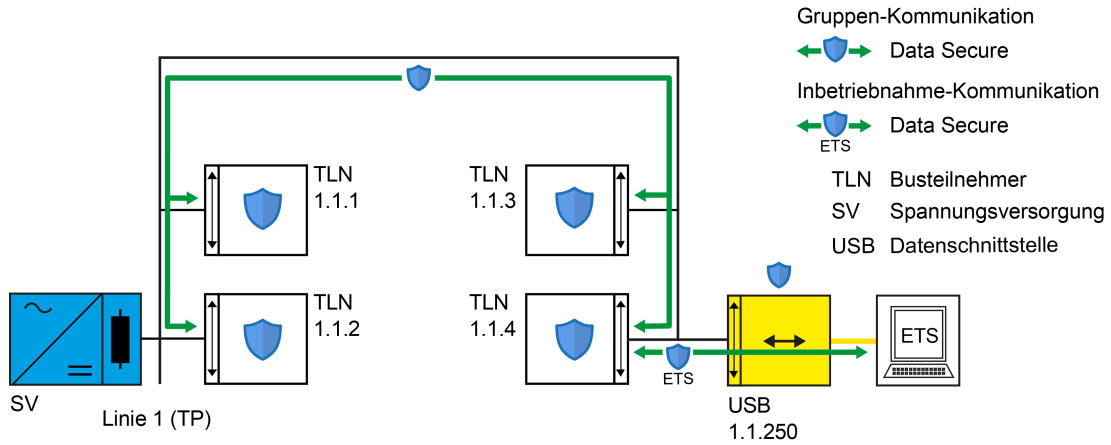 Gruppen-Kommunikation
Data Secure
Inbetriebnahme-Kommunikation
Data Secure
ETS
TLN Busteilnehmer
SV Spannungsversorgung
USB Datenschnittstelle
TLN
1.1.1
TLN
1.1.3
TLN
1.1.2
TLN
1.1.4
ETS
ETS
SV
Linie 1 (TP)
USB
1.1.250